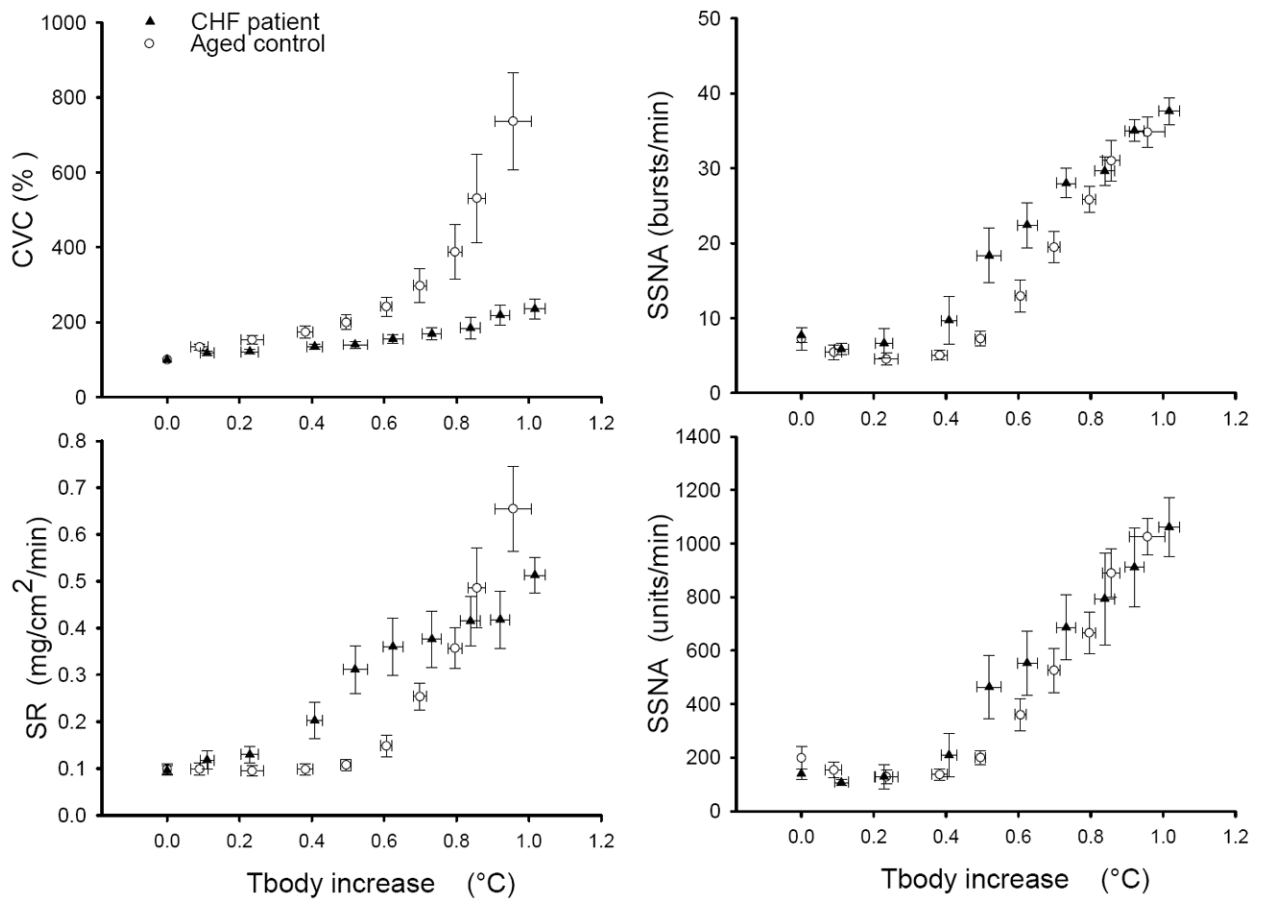 CHF patient
Aged control
CVC (%)
1000
800
600
400
200
0
0.0 0.2 0.4 0.6 0.8 1.0 1.2
SSNA (bursts/min)
50
40
30
20
10
0
0.0 0.2 0.4 0.6 0.8 1.0 1.2
SR (mg/cm²/min)
0.8
0.7
0.6
0.5
0.4
0.3
0.2
0.1
0.0
0.0 0.2 0.4 0.6 0.8 1.0 1.2
Tbody increase (°C)
SSNA (units/min)
1400
1200
1000
800
600
400
200
0
0.0 0.2 0.4 0.6 0.8 1.0 1.2
Tbody increase (°C)